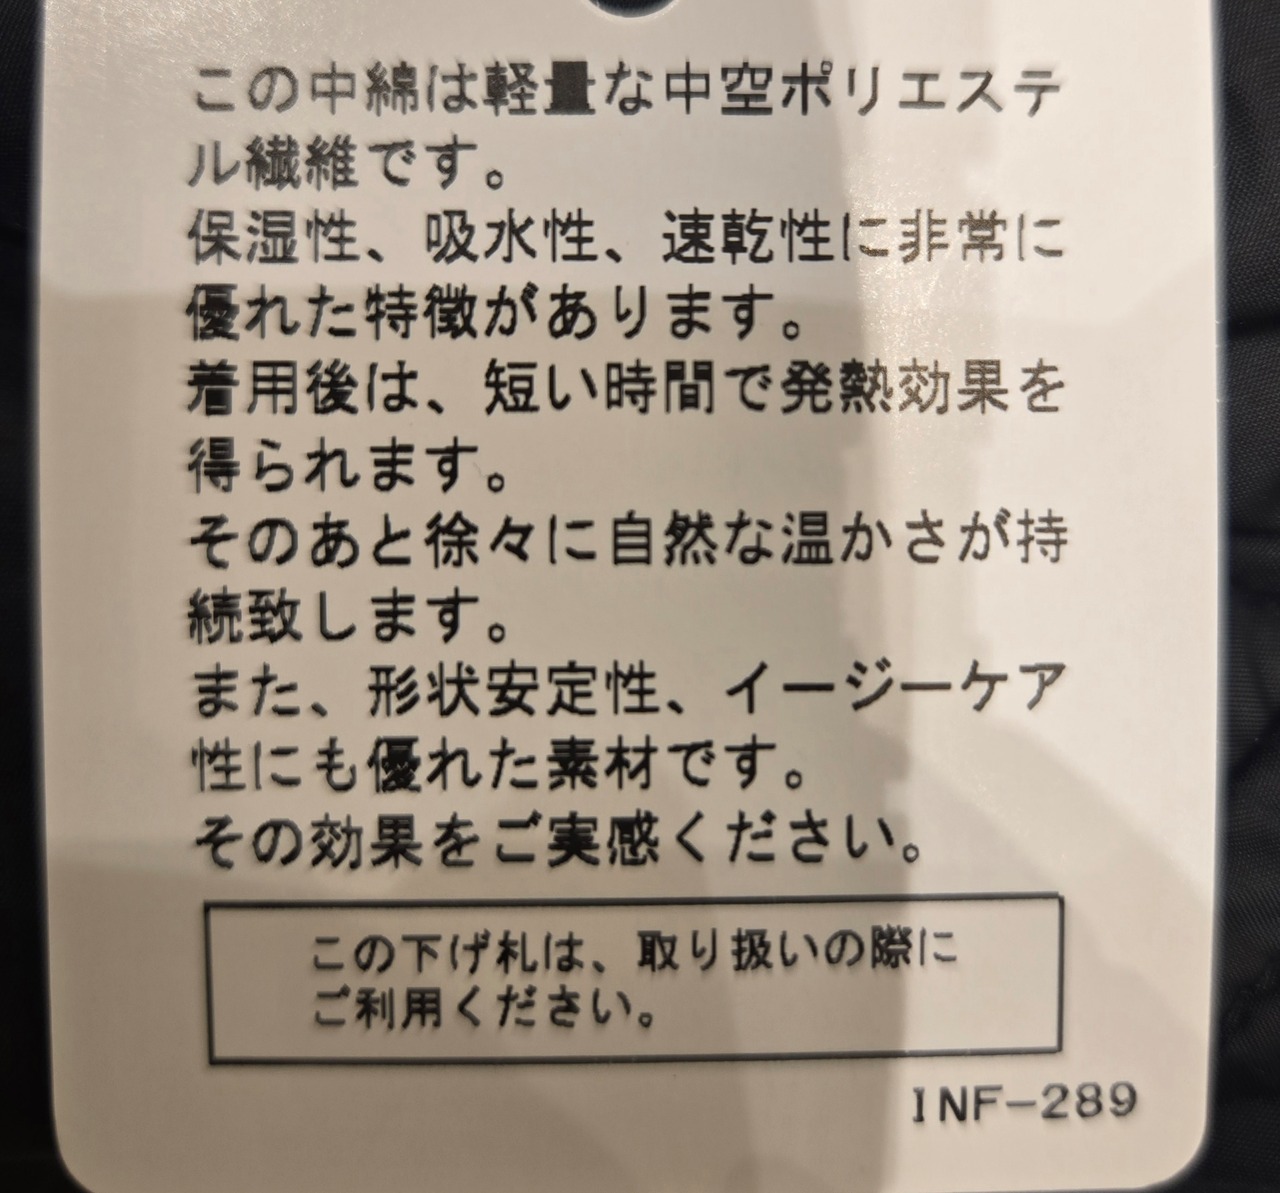 この中綿は軽量な中空ポリエステ
ル繊維です。
保湿性、吸水性、速乾性に非常に
優れた特徴があります。
着用後は、短い時間で発熱効果を
得られます。
そのあと徐々に自然な温かさが持
続致します。
また、形状安定性、イージーケア
性にも優れた素材です。
その効果をご実感ください。
この下げ札は、取り扱いの際に
ご利用ください。
INF-289